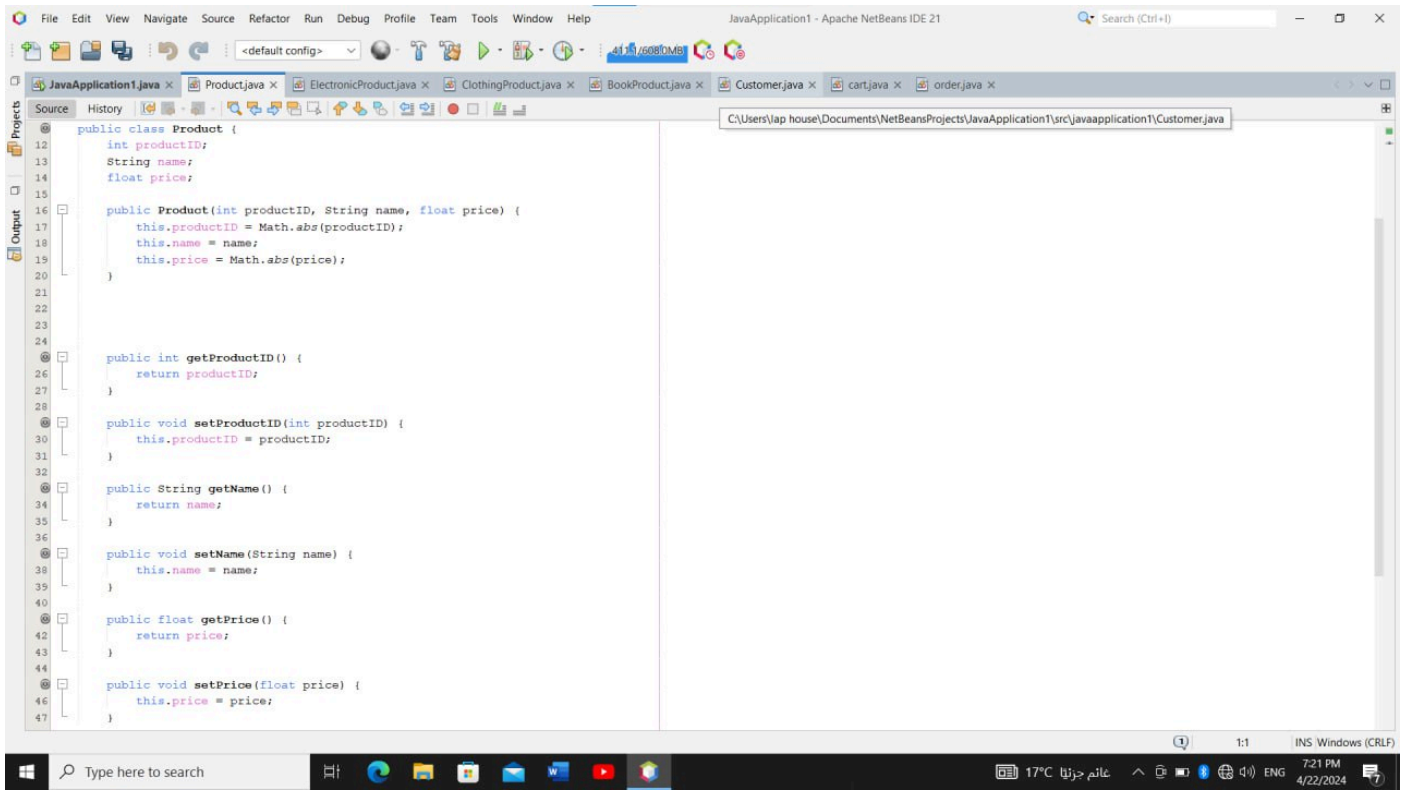 File Edit View Navigate Source Refactor Run Debug Profile Team Tools Window Help JavaApplication1 - Apache NetBeans IDE 21 Search (Ctrl+I)
<default config>
JavaApplication1.java Product.java ElectronicProduct.java ClothingProduct.java BookProduct.java Customer.java cart.java order.java
Source History
C:\Users\lap house\Documents\NetBeansProjects\JavaApplication1\src\javaapplication1\Customer.java
Projects
Output
public class Product {
12 int productID;
13 String name;
14 float price;
15
16 public Product(int productID, String name, float price) {
17 this.productID = Math.abs(productID);
18 this.name = name;
19 this.price = Math.abs(price);
20 }
21
22
23
24
public int getProductID() {
26 return productID;
27 }
28
public void setProductID(int productID) {
30 this.productID = productID;
31 }
32
public String getName() {
34 return name;
35 }
36
public void setName(String name) {
38 this.name = name;
39 }
40
public float getPrice() {
42 return price;
43 }
44
public void setPrice(float price) {
46 this.price = price;
47 }
1 1:1 INS Windows (CRLF)
Type here to search 17°C غائم جزئيًا ENG 7:21 PM
4/22/2024 7